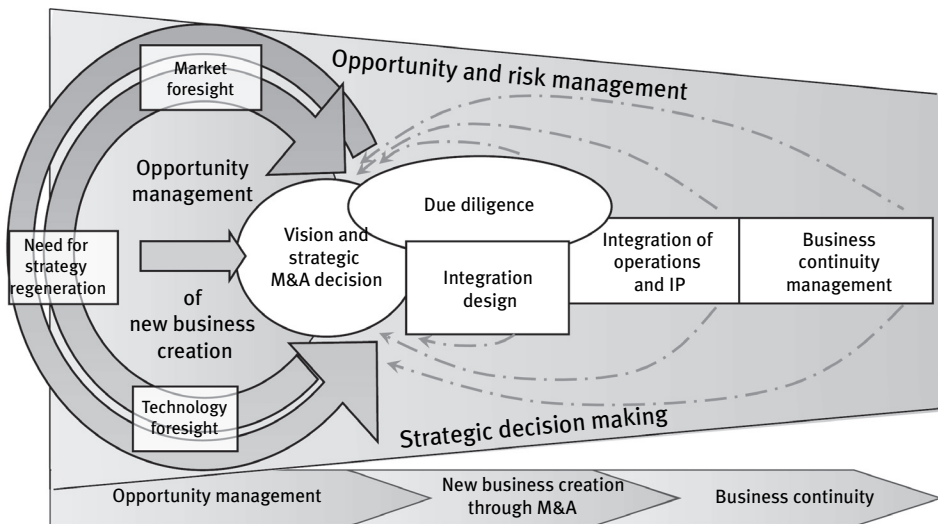 Market
foresight
Opportunity and risk management
Opportunity
management
Due diligence
Need for
strategy
regeneration
Vision and
strategic
M&A decision
Integration
design
Integration of
operations
and IP
Business
continuity
management
of
new business
creation
Technology
foresight
Strategic decision making
Opportunity management
New business creation
through M&A
Business continuity